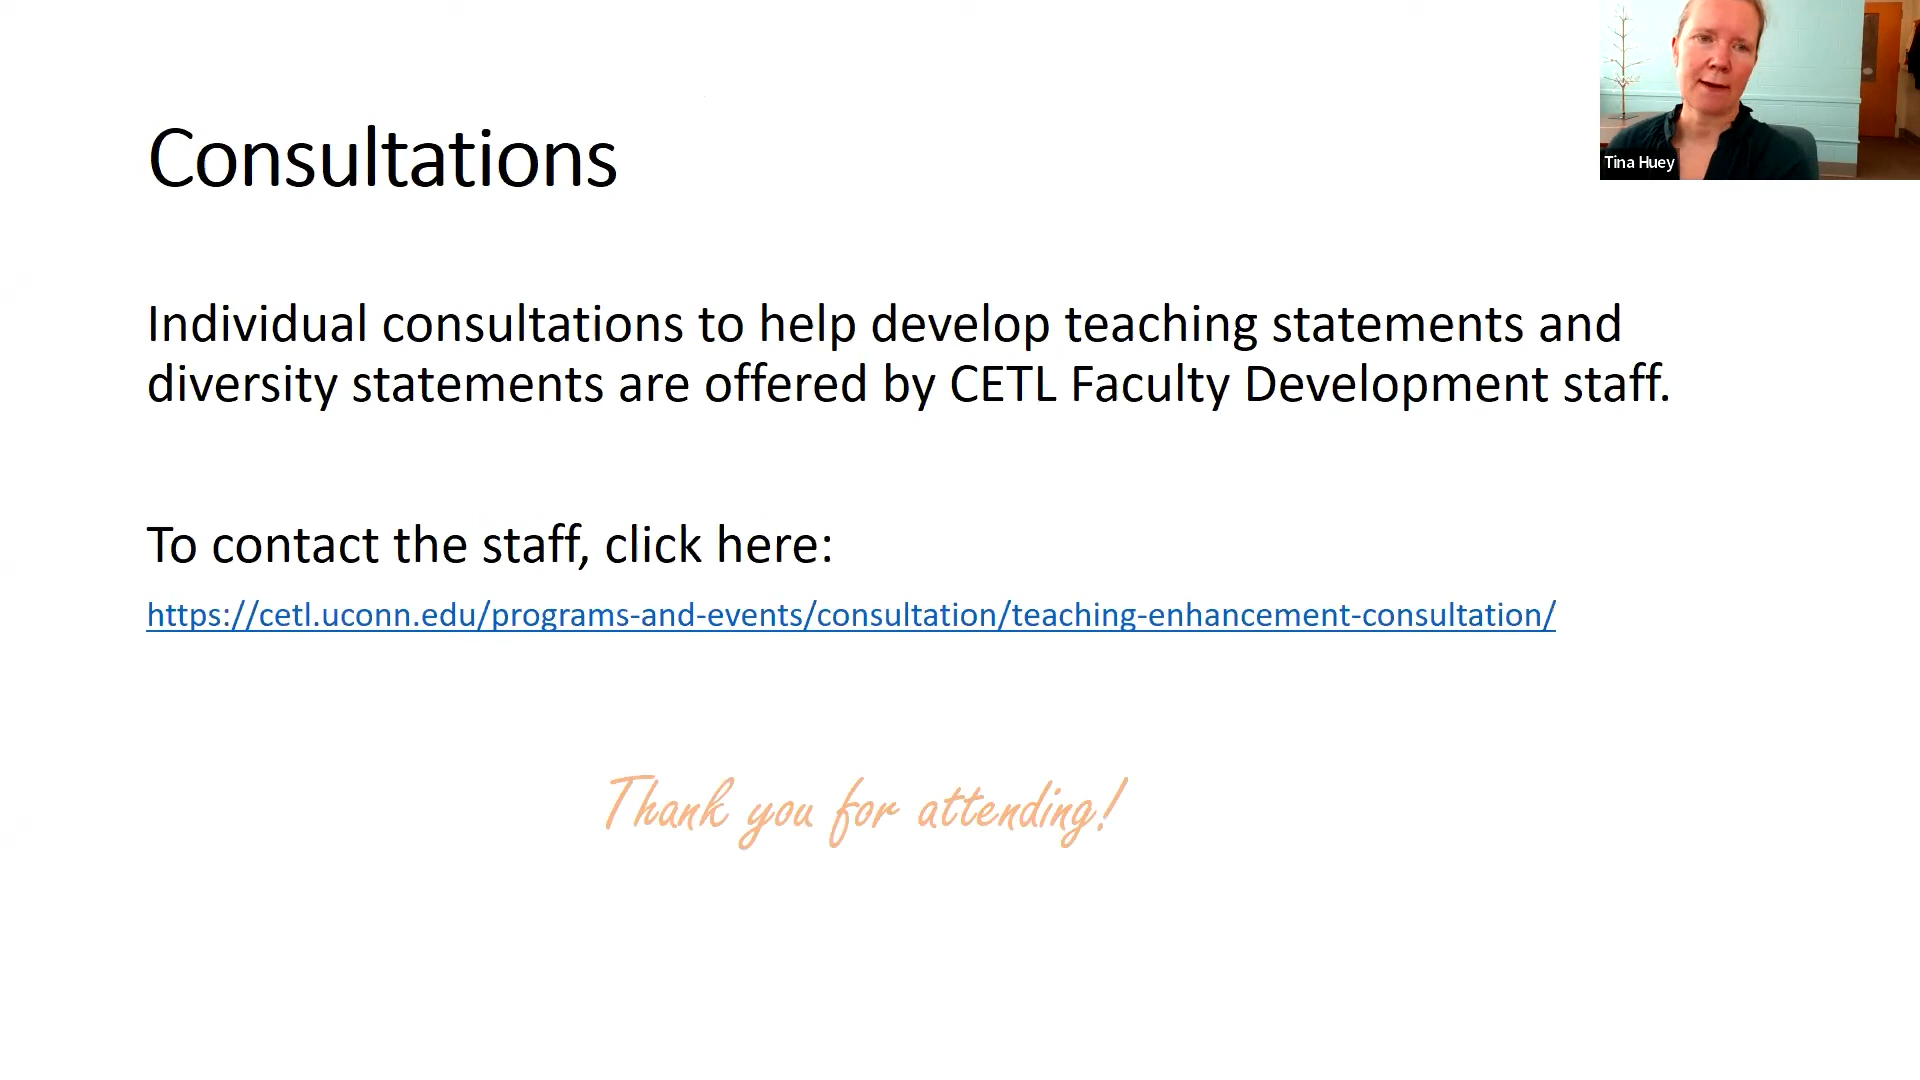 Tina Huey
Consultations
Individual consultations to help develop teaching statements and
diversity statements are offered by CETL Faculty Development staff.
To contact the staff, click here:
https://cetl.uconn.edu/programs-and-events/consultation/teaching-enhancement-consultation/
Thank you for attending!